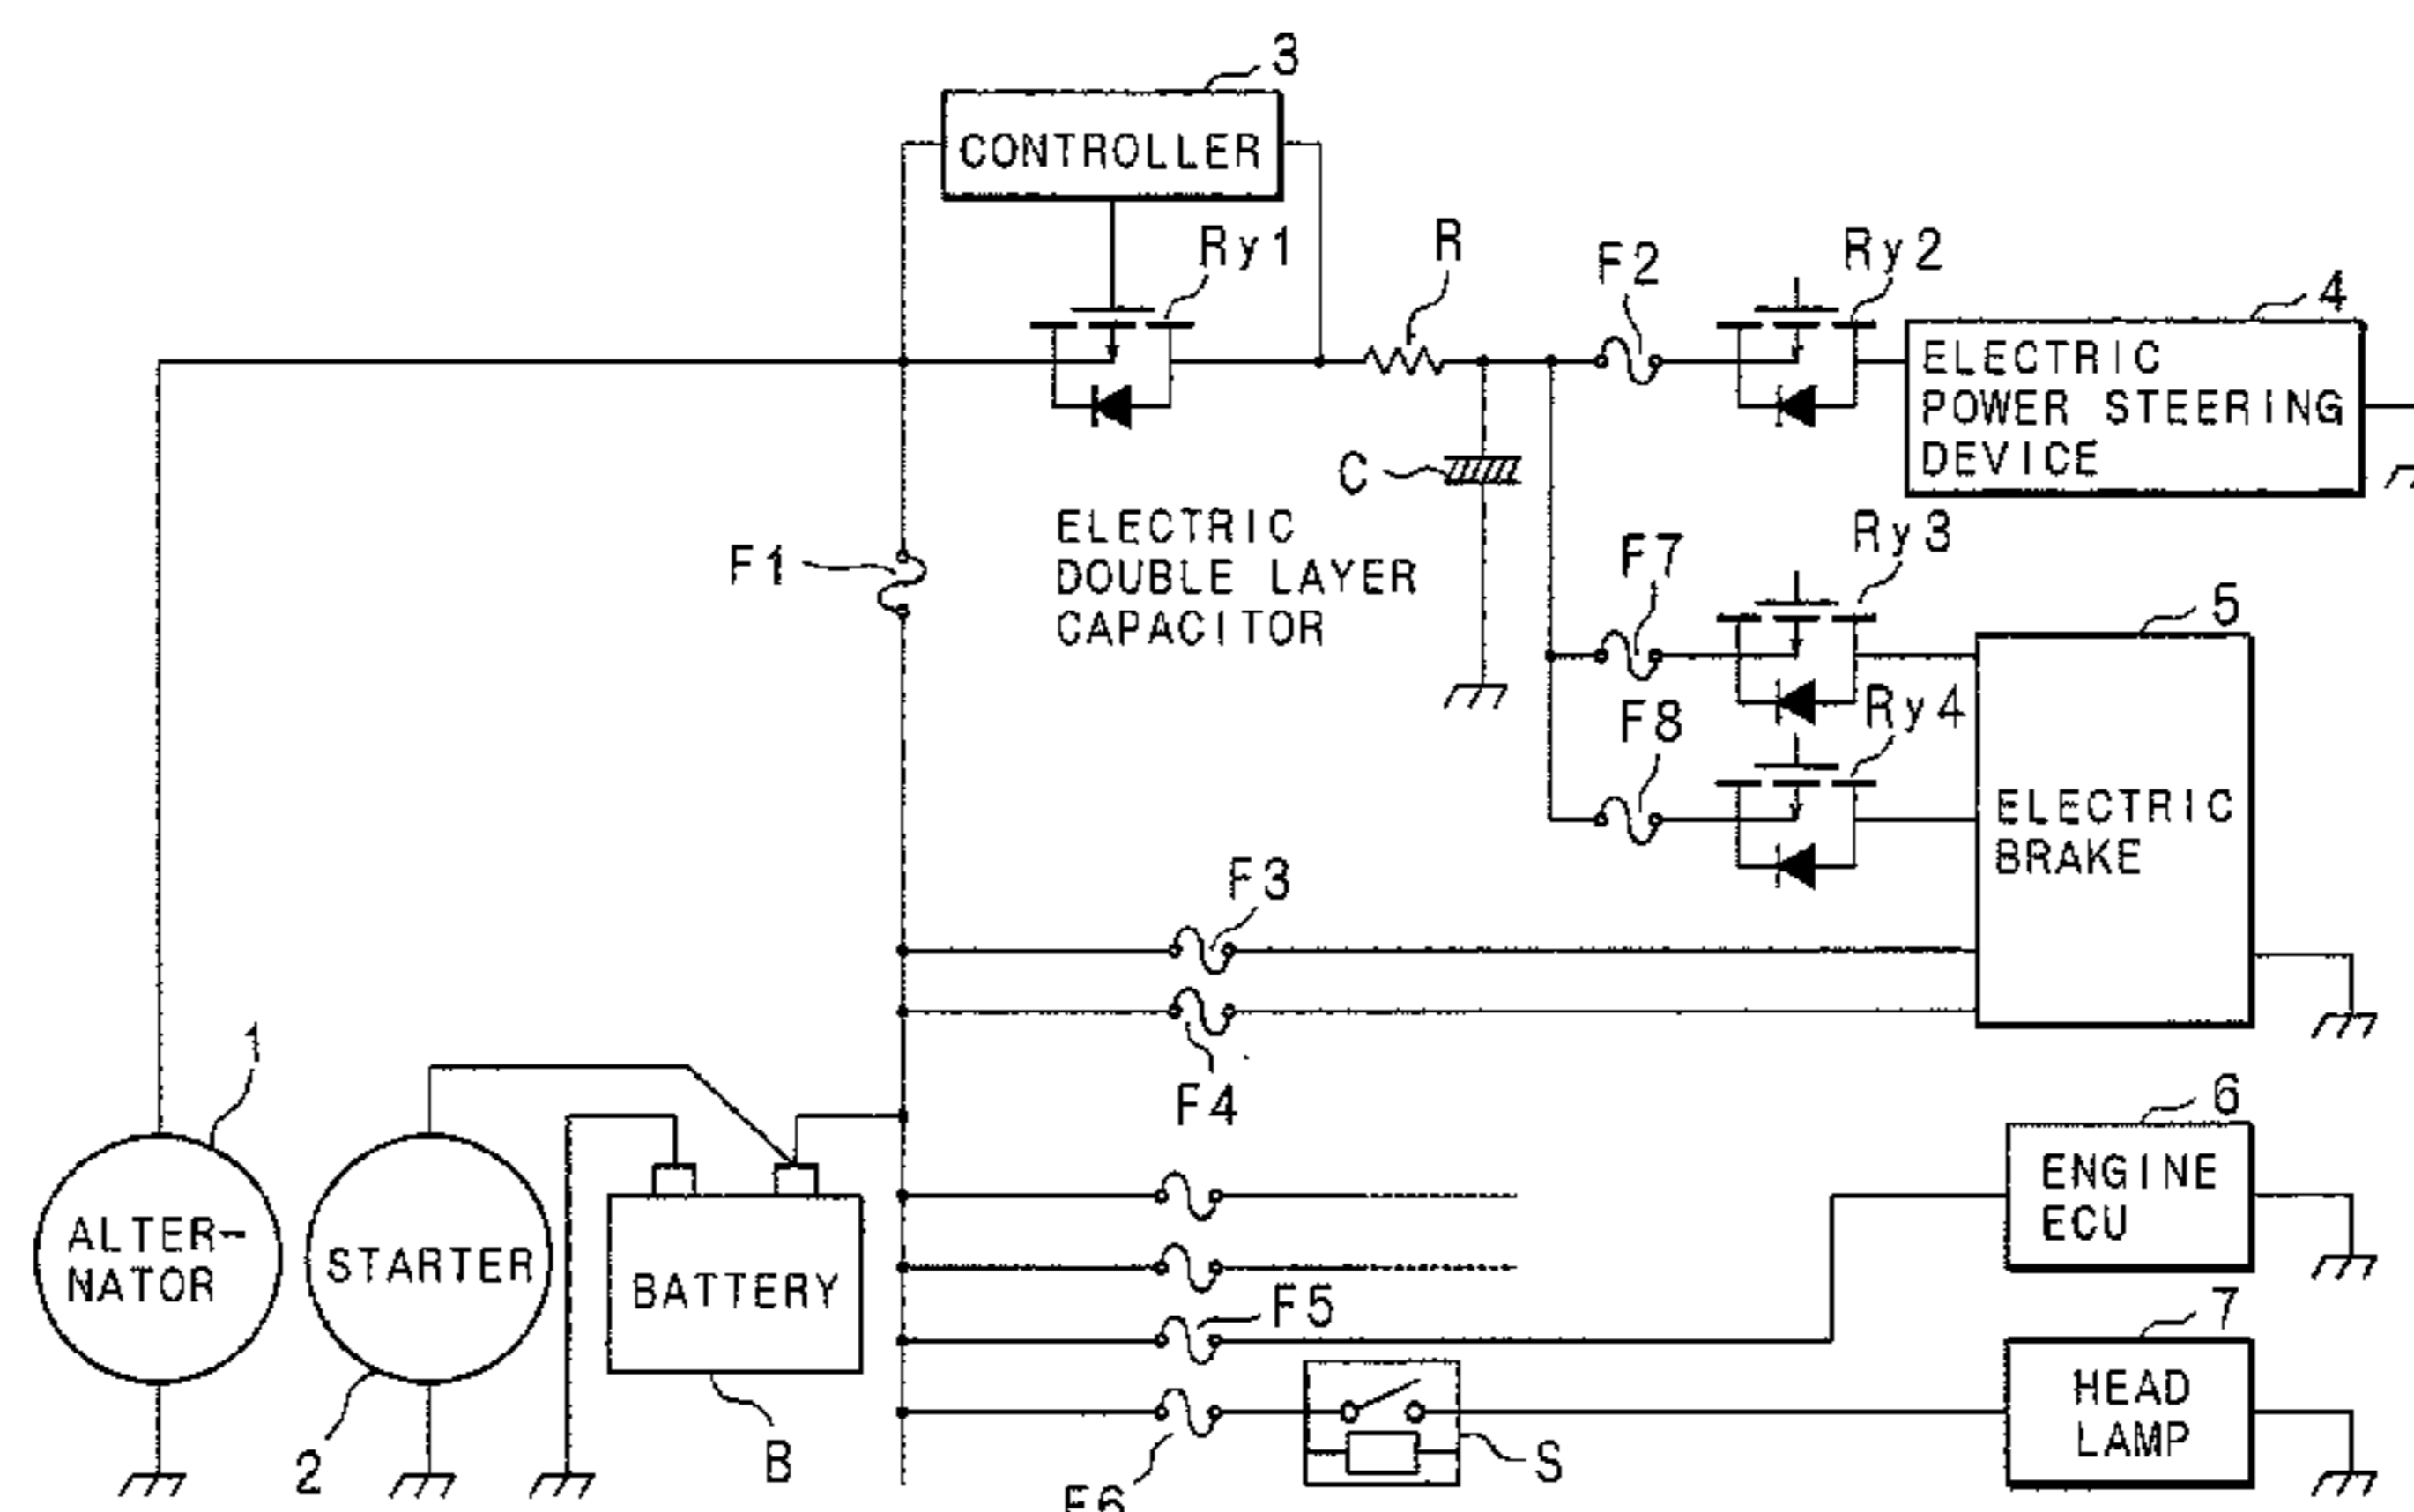 3
CONTROLLER
Ry1
R
F2
Ry2
4
ELECTRIC
POWER STEERING
DEVICE
C
ELECTRIC
DOUBLE LAYER
CAPACITOR
F1
F7
Ry3
5
F8
Ry4
ELECTRIC
BRAKE
F3
F4
1
6
ENGINE
ECU
ALTER-
NATOR
STARTER
BATTERY
F5
7
HEAD
LAMP
2
B
F6
S